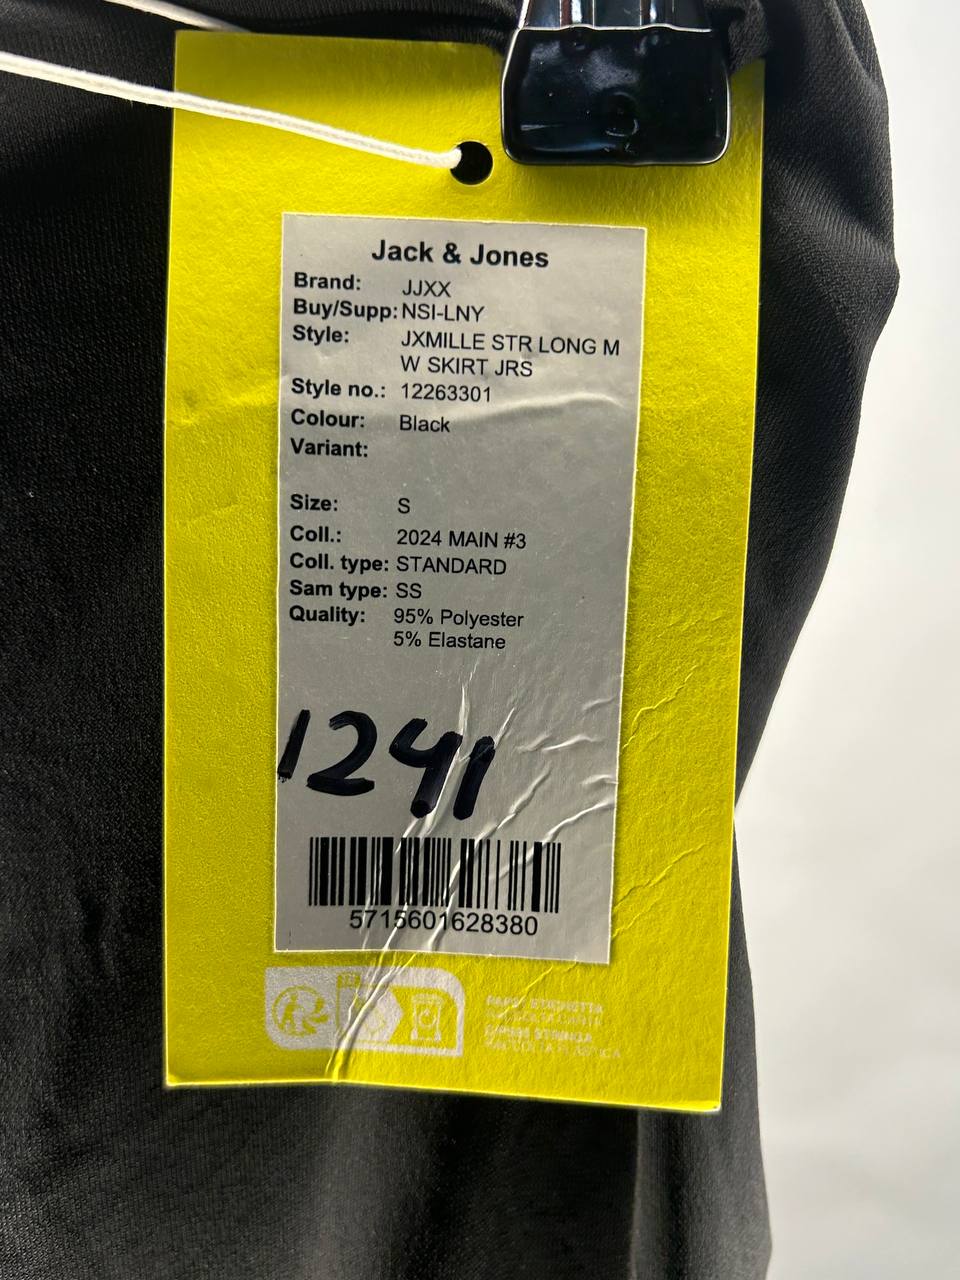 Jack & Jones
Brand: JJXX
Buy/Supp: NSI-LNY
Style: JXMILLE STR LONG M
W SKIRT JRS
Style no.: 12263301
Colour: Black
Variant:
Size: S
Coll.: 2024 MAIN #3
Coll. type: STANDARD
Sam type: SS
Quality: 95% Polyester
5% Elastane
1241
5715601628380